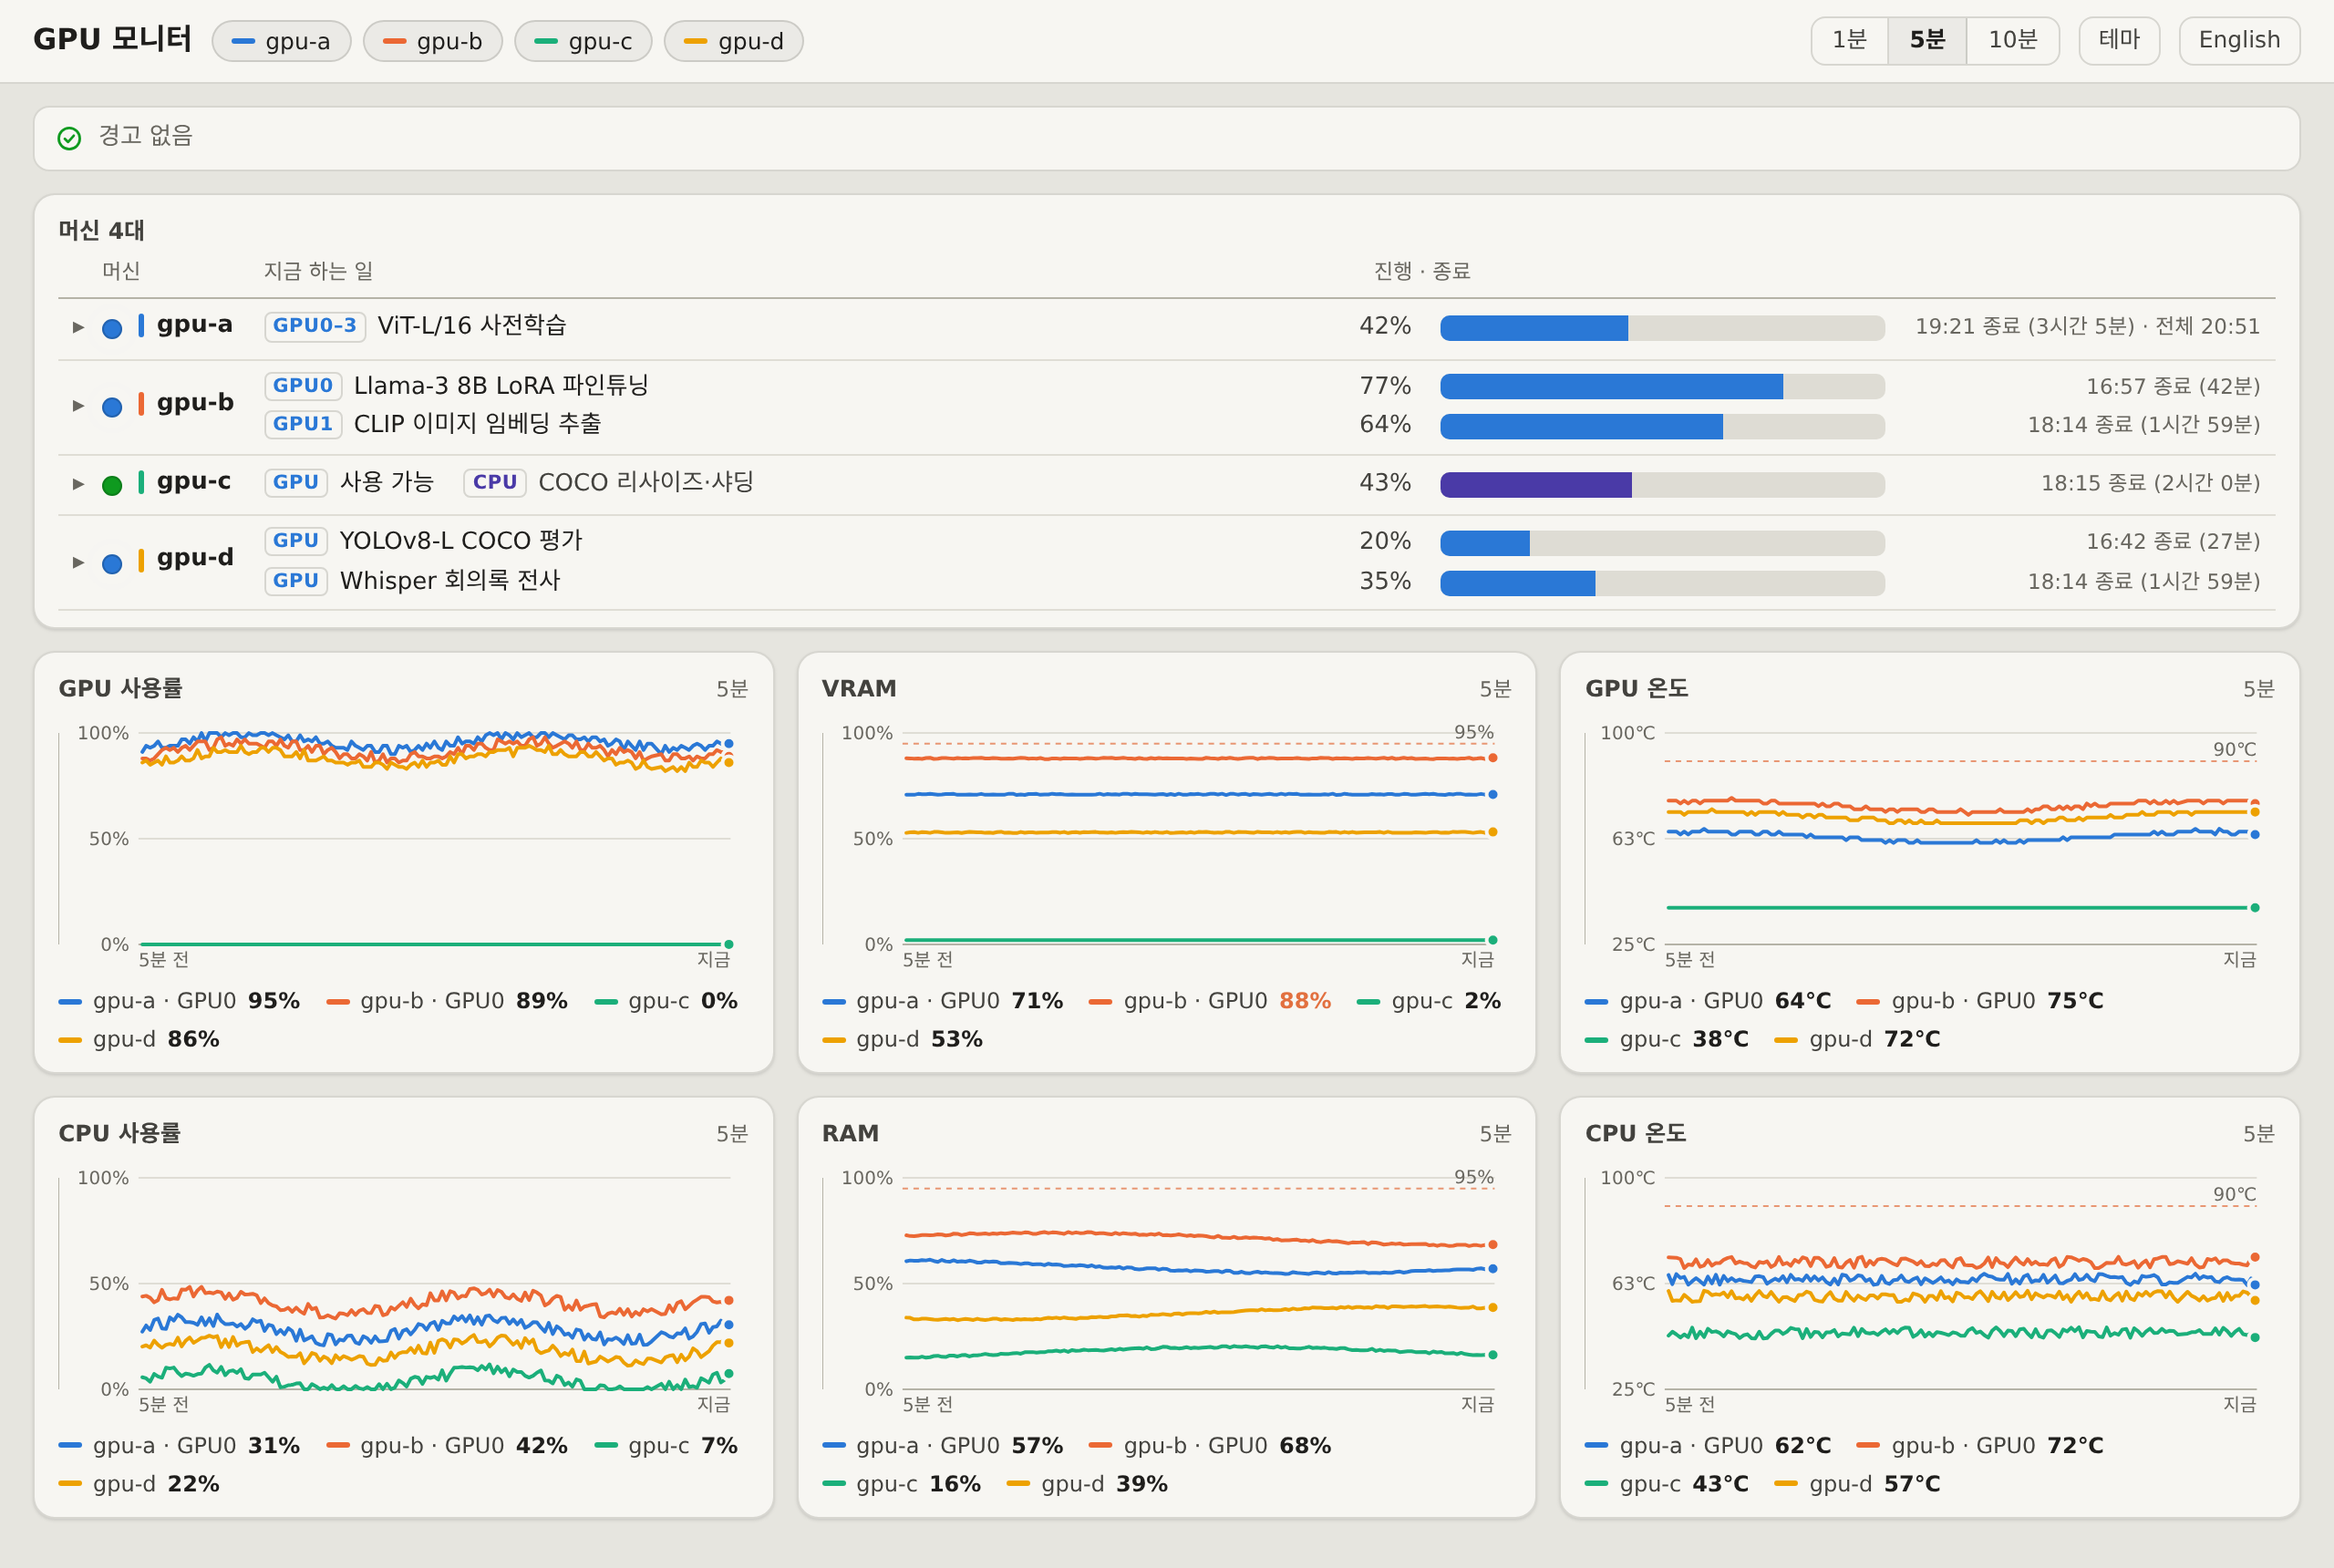 GPU 모니터 gpu-a gpu-b gpu-c gpu-d 1분 5분 10분 테마 English
경고 없음
머신 4대
머신 지금 하는 일 진행 · 종료
gpu-a GPU0–3 ViT-L/16 사전학습 42% 19:21 종료 (3시간 5분) · 전체 20:51
gpu-b GPU0 Llama-3 8B LoRA 파인튜닝 77% 16:57 종료 (42분)
GPU1 CLIP 이미지 임베딩 추출 64% 18:14 종료 (1시간 59분)
gpu-c GPU 사용 가능 CPU COCO 리사이즈·샤딩 43% 18:15 종료 (2시간 0분)
gpu-d GPU YOLOv8-L COCO 평가 20% 16:42 종료 (27분)
GPU Whisper 회의록 전사 35% 18:14 종료 (1시간 59분)
GPU 사용률 5분
100%
50%
0%
5분 전 지금
gpu-a · GPU0 95% gpu-b · GPU0 89% gpu-c 0%
gpu-d 86%
VRAM 5분
100% 95%
50%
0%
5분 전 지금
gpu-a · GPU0 71% gpu-b · GPU0 88% gpu-c 2%
gpu-d 53%
GPU 온도 5분
100℃
90℃
63℃
25℃
5분 전 지금
gpu-a · GPU0 64℃ gpu-b · GPU0 75℃
gpu-c 38℃ gpu-d 72℃
CPU 사용률 5분
100%
50%
0%
5분 전 지금
gpu-a · GPU0 31% gpu-b · GPU0 42% gpu-c 7%
gpu-d 22%
RAM 5분
100% 95%
50%
0%
5분 전 지금
gpu-a · GPU0 57% gpu-b · GPU0 68%
gpu-c 16% gpu-d 39%
CPU 온도 5분
100℃
90℃
63℃
25℃
5분 전 지금
gpu-a · GPU0 62℃ gpu-b · GPU0 72℃
gpu-c 43℃ gpu-d 57℃